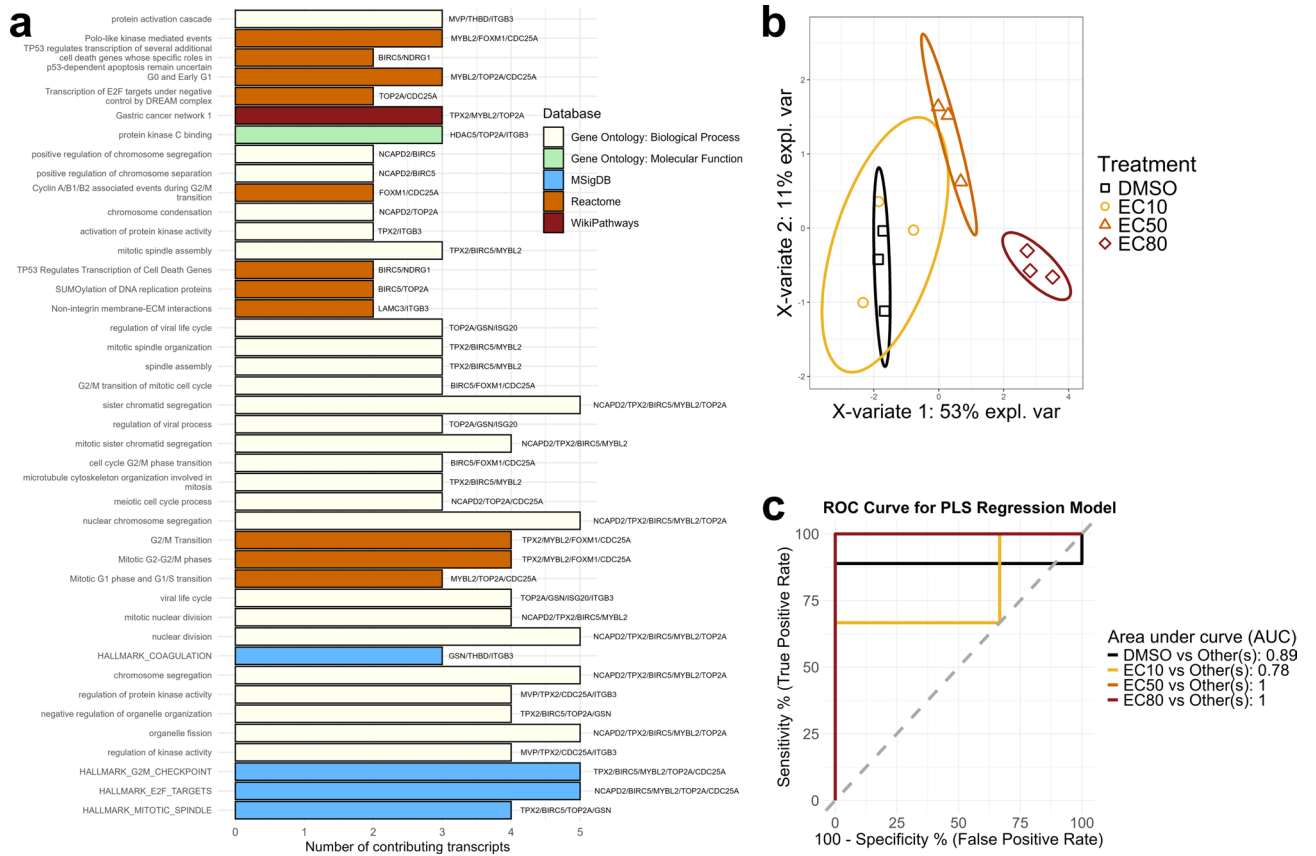 a
protein activation cascade
MVP/THBD/ITGB3
Polo-like kinase mediated events
MYBL2/FOXM1/CDC25A
TP53 regulates transcription of several additional
cell death genes whose specific roles in
p53-dependent apoptosis remain uncertain
BIRC5/NDRG1
G0 and Early G1
MYBL2/TOP2A/CDC25A
Transcription of E2F targets under negative
control by DREAM complex
TOP2A/CDC25A
Gastric cancer network 1
TPX2/MYBL2/TOP2A
protein kinase C binding
HDAC5/TOP2A/ITGB3
positive regulation of chromosome segregation
NCAPD2/BIRC5
positive regulation of chromosome separation
NCAPD2/BIRC5
Cyclin A/B1/B2 associated events during G2/M
transition
FOXM1/CDC25A
chromosome condensation
NCAPD2/TOP2A
activation of protein kinase activity
TPX2/ITGB3
mitotic spindle assembly
TPX2/BIRC5/MYBL2
TP53 Regulates Transcription of Cell Death Genes
BIRC5/NDRG1
SUMOylation of DNA replication proteins
BIRC5/TOP2A
Non-integrin membrane-ECM interactions
LAMC3/ITGB3
regulation of viral life cycle
TOP2A/GSN/ISG20
mitotic spindle organization
TPX2/BIRC5/MYBL2
spindle assembly
TPX2/BIRC5/MYBL2
G2/M transition of mitotic cell cycle
BIRC5/FOXM1/CDC25A
sister chromatid segregation
NCAPD2/TPX2/BIRC5/MYBL2/TOP2A
regulation of viral process
TOP2A/GSN/ISG20
mitotic sister chromatid segregation
NCAPD2/TPX2/BIRC5/MYBL2
cell cycle G2/M phase transition
BIRC5/FOXM1/CDC25A
microtubule cytoskeleton organization involved in
mitosis
TPX2/BIRC5/MYBL2
meiotic cell cycle process
NCAPD2/TOP2A/CDC25A
nuclear chromosome segregation
NCAPD2/TPX2/BIRC5/MYBL2/TOP2A
G2/M Transition
TPX2/MYBL2/FOXM1/CDC25A
Mitotic G2-G2/M phases
TPX2/MYBL2/FOXM1/CDC25A
Mitotic G1 phase and G1/S transition
MYBL2/TOP2A/CDC25A
viral life cycle
TOP2A/GSN/ISG20/ITGB3
mitotic nuclear division
NCAPD2/TPX2/BIRC5/MYBL2
nuclear division
NCAPD2/TPX2/BIRC5/MYBL2/TOP2A
HALLMARK_COAGULATION
GSN/THBD/ITGB3
chromosome segregation
NCAPD2/TPX2/BIRC5/MYBL2/TOP2A
regulation of protein kinase activity
MVP/TPX2/CDC25A/ITGB3
negative regulation of organelle organization
TPX2/BIRC5/TOP2A/GSN
organelle fission
NCAPD2/TPX2/BIRC5/MYBL2/TOP2A
regulation of kinase activity
MVP/TPX2/CDC25A/ITGB3
HALLMARK_G2M_CHECKPOINT
TPX2/BIRC5/MYBL2/TOP2A/CDC25A
HALLMARK_E2F_TARGETS
NCAPD2/BIRC5/MYBL2/TOP2A/CDC25A
HALLMARK_MITOTIC_SPINDLE
TPX2/BIRC5/TOP2A/GSN
0 1 2 3 4 5
Number of contributing transcripts
Database
Gene Ontology: Biological Process
Gene Ontology: Molecular Function
MSigDB
Reactome
WikiPathways
b
X-variate 2: 11% expl. var
2
1
0
-1
-2
-2 0 2 4
X-variate 1: 53% expl. var
Treatment
DMSO
EC10
EC50
EC80
c
ROC Curve for PLS Regression Model
Sensitivity % (True Positive Rate)
100
75
50
25
0
0 25 50 75 100
100 - Specificity % (False Positive Rate)
Area under curve (AUC)
DMSO vs Other(s): 0.89
EC10 vs Other(s): 0.78
EC50 vs Other(s): 1
EC80 vs Other(s): 1